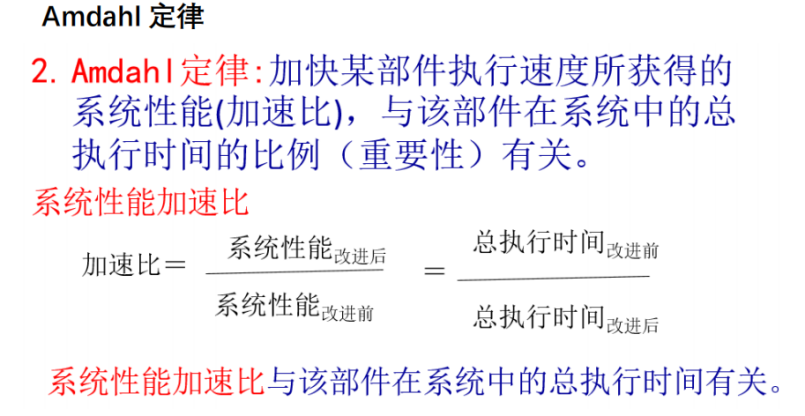 Amdahl 定律
2. Amdahl定律:加快某部件执行速度所获得的
系统性能(加速比)，与该部件在系统中的总
执行时间的比例（重要性）有关。
系统性能加速比
加速比＝ 系统性能改进后 ＝ 总执行时间改进前
系统性能改进前 总执行时间改进后
系统性能加速比与该部件在系统中的总执行时间有关。